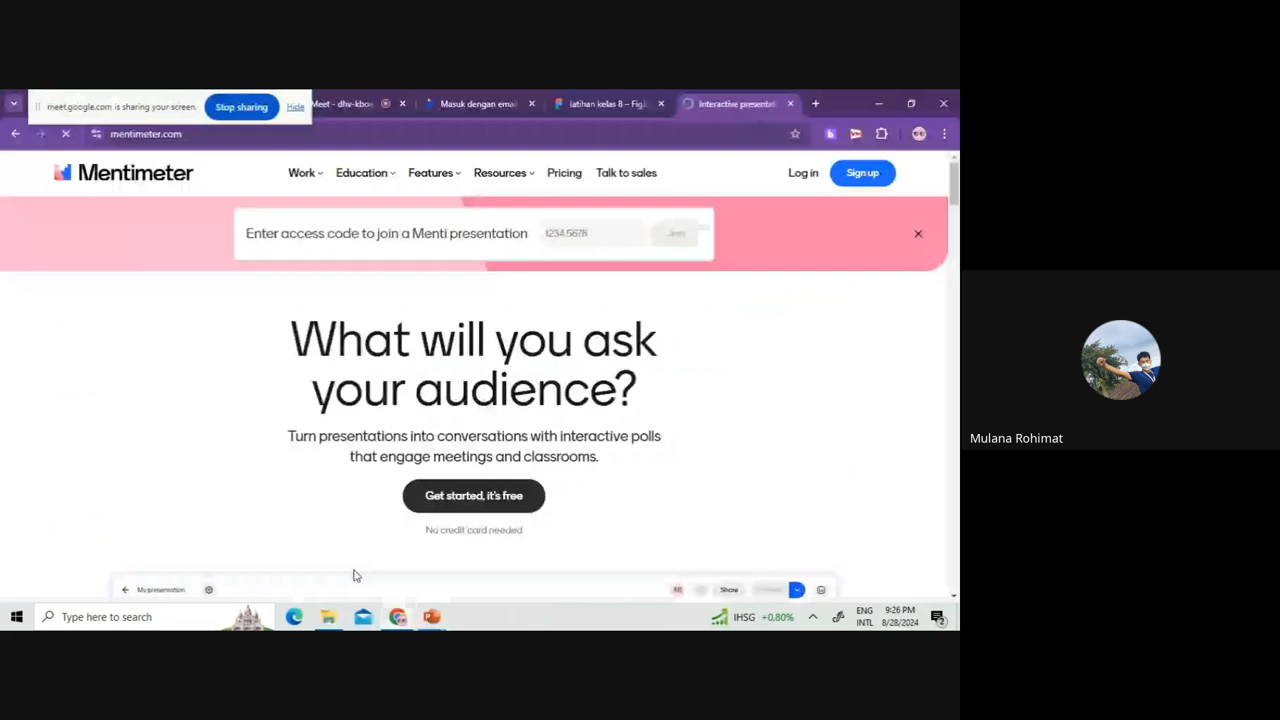 meet.google.com is sharing your screen. Stop sharing Hide
Masuk dengan email
latihan kelas 8 – Fig
Interactive presentat
mentimeter.com
Mentimeter
Work Education Features Resources Pricing Talk to sales
Log in Sign up
Enter access code to join a Menti presentation 1234 5678 Join
What will you ask
your audience?
Turn presentations into conversations with interactive polls
that engage meetings and classrooms.
Get started, it's free
No credit card needed
My presentation Share
Mulana Rohimat
Type here to search
IHSG +0,80%
ENG
INTL
9:26 PM
8/28/2024
2